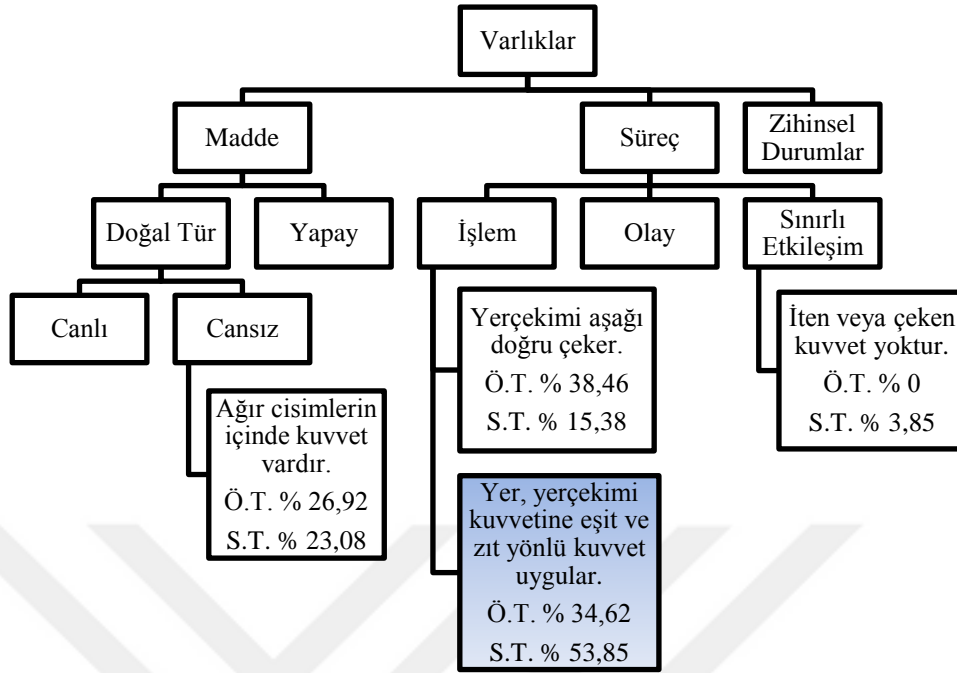 Varlıklar
Madde
Süreç
Zihinsel
Durumlar
Doğal Tür
Yapay
İşlem
Olay
Sınırlı
Etkileşim
Canlı
Cansız
Ağır cisimlerin
içinde kuvvet
vardır.
Ö.T. % 26,92
S.T. % 23,08
Yerçekimi aşağı
doğru çeker.
Ö.T. % 38,46
S.T. % 15,38
Yer, yerçekimi
kuvvetine eşit ve
zıt yönlü kuvvet
uygular.
Ö.T. % 34,62
S.T. % 53,85
İten veya çeken
kuvvet yoktur.
Ö.T. % 0
S.T. % 3,85